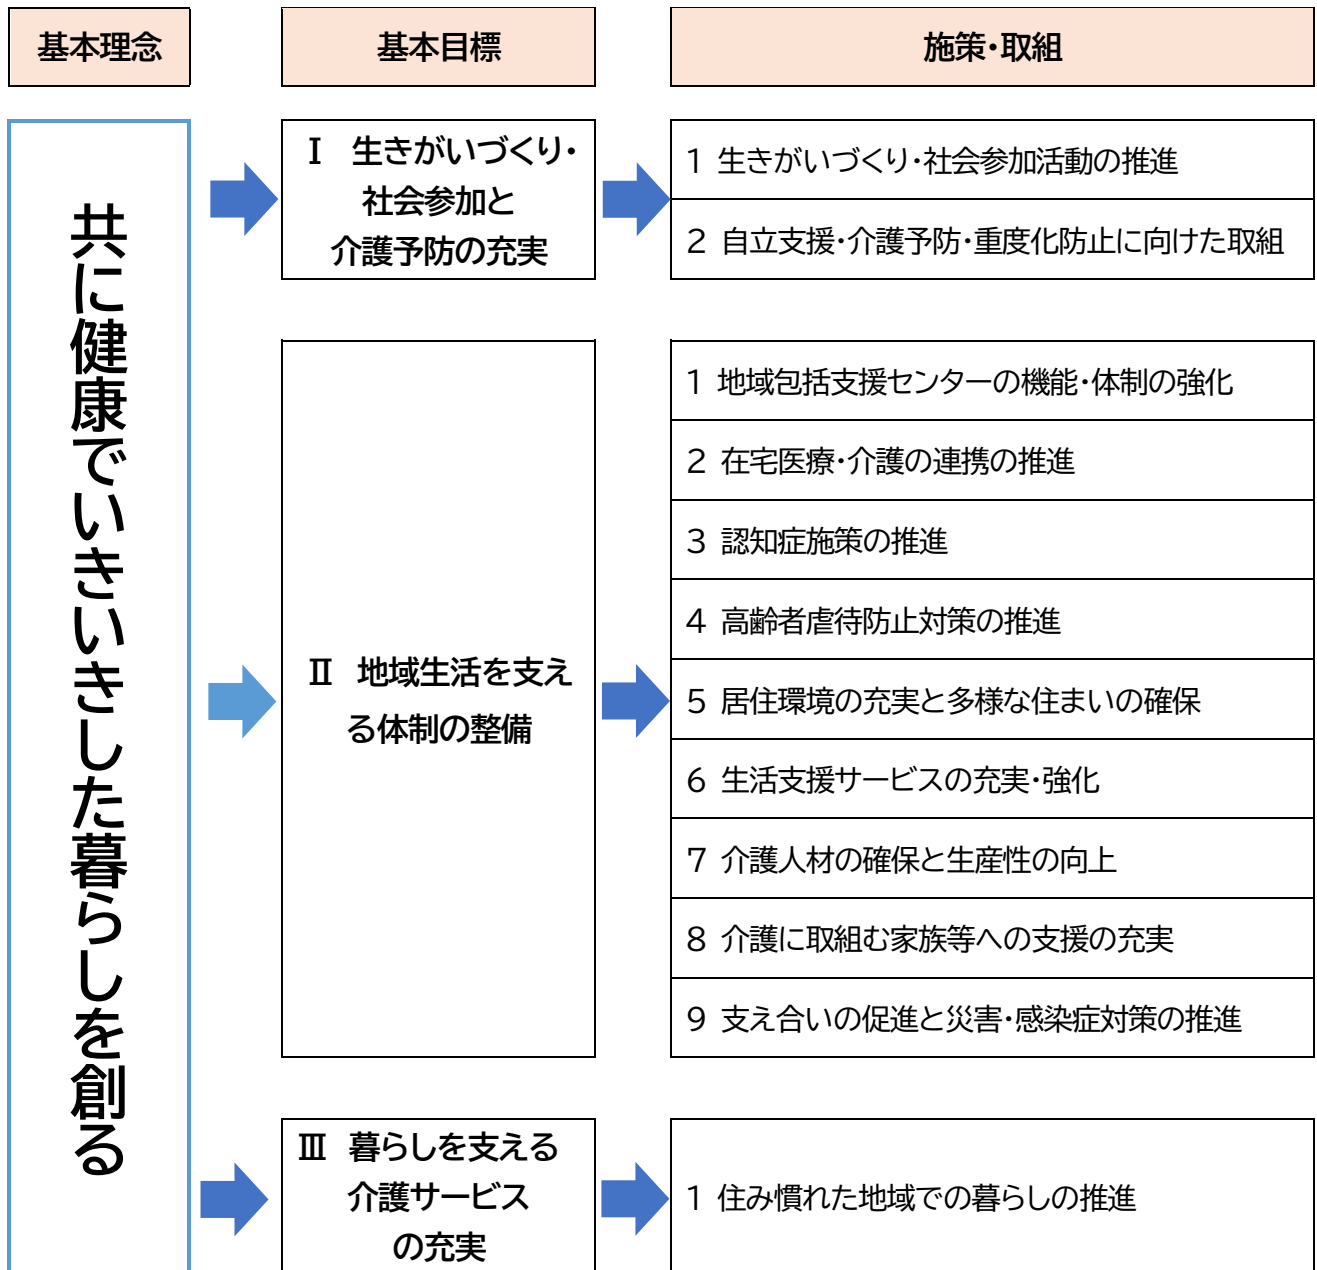 基本理念
基本目標
施策・取組
共に健康でいきいきした暮らしを創る
Ⅰ 生きがいづくり・
社会参加と
介護予防の充実
1 生きがいづくり・社会参加活動の推進
2 自立支援・介護予防・重度化防止に向けた取組
Ⅱ 地域生活を支え
る体制の整備
1 地域包括支援センターの機能・体制の強化
2 在宅医療・介護の連携の推進
3 認知症施策の推進
4 高齢者虐待防止対策の推進
5 居住環境の充実と多様な住まいの確保
6 生活支援サービスの充実・強化
7 介護人材の確保と生産性の向上
8 介護に取組む家族等への支援の充実
9 支え合いの促進と災害・感染症対策の推進
Ⅲ 暮らしを支える
介護サービス
の充実
1 住み慣れた地域での暮らしの推進